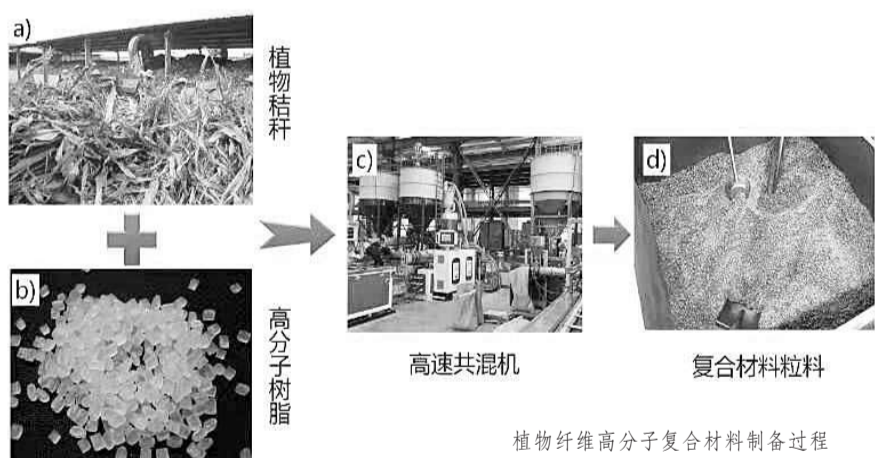 a)
植物秸秆
b)
高分子树脂
c)
高速共混机
d)
复合材料粒料
植物纤维高分子复合材料制备过程